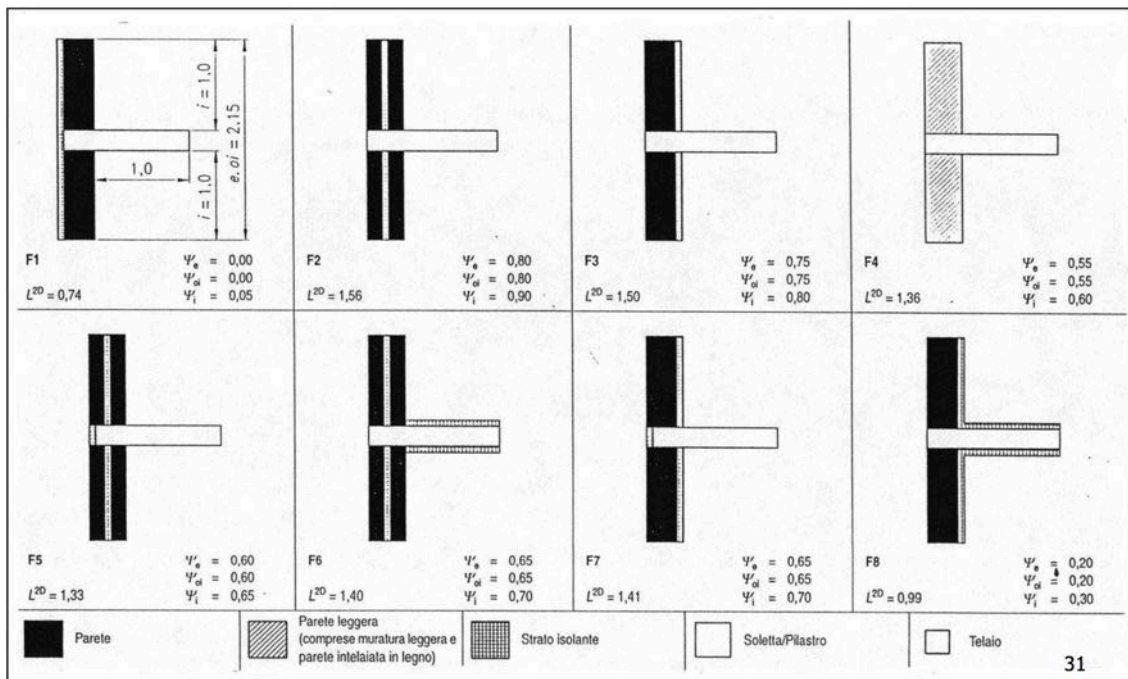 i = 1.0
e.oi = 2.15
1,0
i = 1.0
F1
Ψe = 0,00
Ψoi = 0,00
L²ᴰ = 0,74
Ψi = 0,05
F2
Ψe = 0,80
Ψoi = 0,80
L²ᴰ = 1,56
Ψi = 0,90
F3
Ψe = 0,75
Ψoi = 0,75
L²ᴰ = 1,50
Ψi = 0,80
F4
Ψe = 0,55
Ψoi = 0,55
L²ᴰ = 1,36
Ψi = 0,60
F5
Ψe = 0,60
Ψoi = 0,60
L²ᴰ = 1,33
Ψi = 0,65
F6
Ψe = 0,65
Ψoi = 0,65
L²ᴰ = 1,40
Ψi = 0,70
F7
Ψe = 0,65
Ψoi = 0,65
L²ᴰ = 1,41
Ψi = 0,70
F8
Ψe = 0,20
Ψoi = 0,20
L²ᴰ = 0,99
Ψi = 0,30
Parete
Parete leggera
(comprese muratura leggera e
parete intelaiata in legno)
Strato isolante
Soletta/Pilastro
Telaio
31